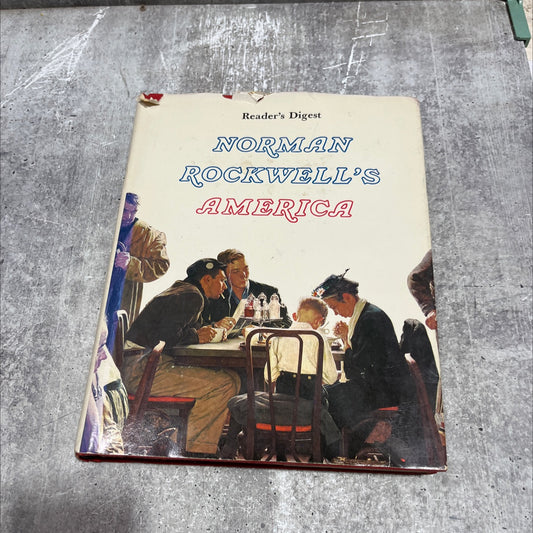 Reader's Digest
NORMAN
ROCKWELL'S
AMERICA